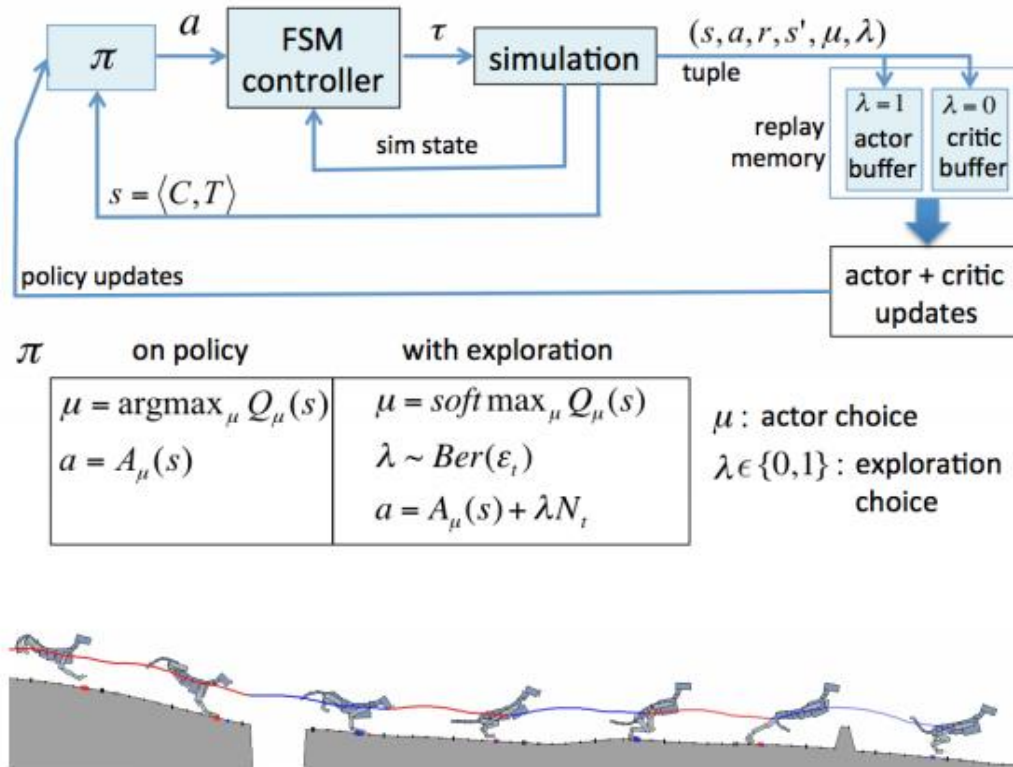 π
a
FSM
controller
τ
simulation
(s, a, r, s', μ, λ)
tuple
replay
memory
λ = 1
actor
buffer
λ = 0
critic
buffer
sim state
s = ⟨C, T⟩
policy updates
actor + critic
updates
π on policy with exploration
μ = argmax_μ Q_μ(s)
a = A_μ(s)
μ = soft max_μ Q_μ(s)
λ ~ Ber(ε_t)
a = A_μ(s) + λN_t
μ : actor choice
λ ∈ {0,1} : exploration
choice